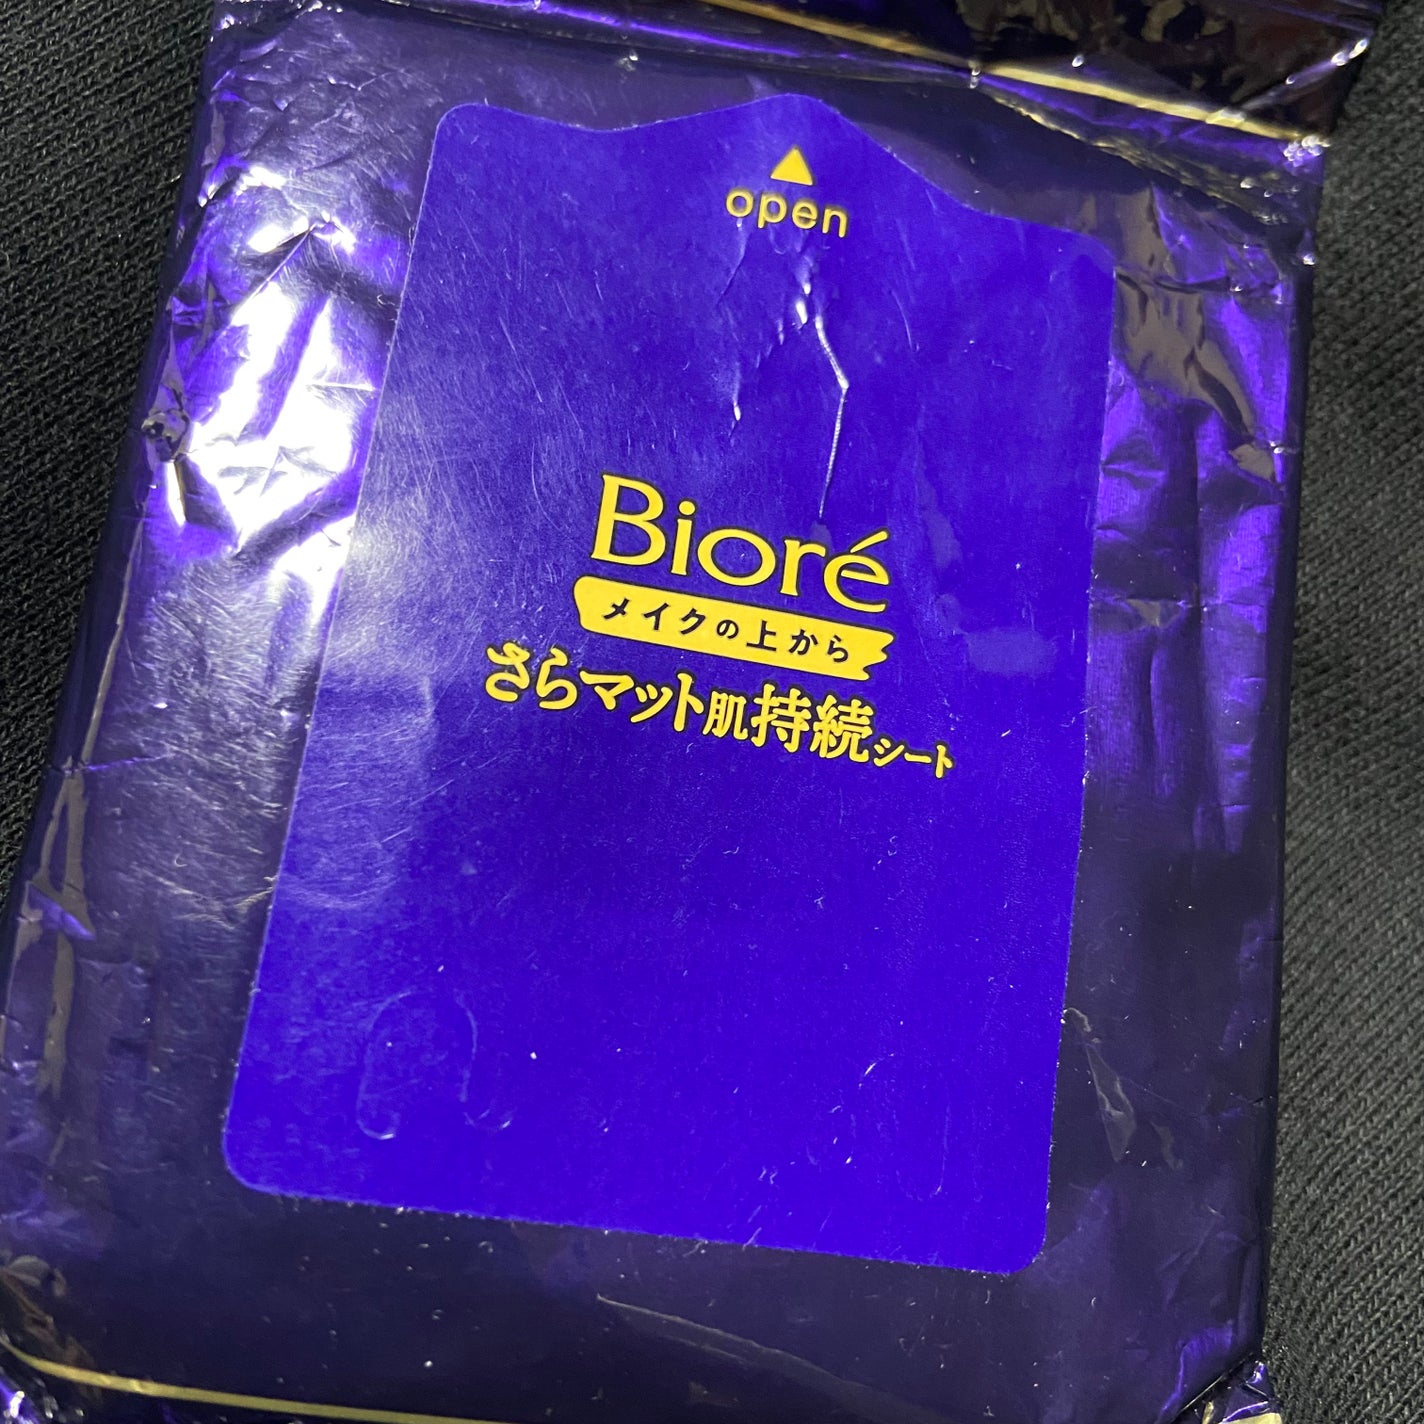 open
Bioré
メイクの上から
さらマット肌持続シート